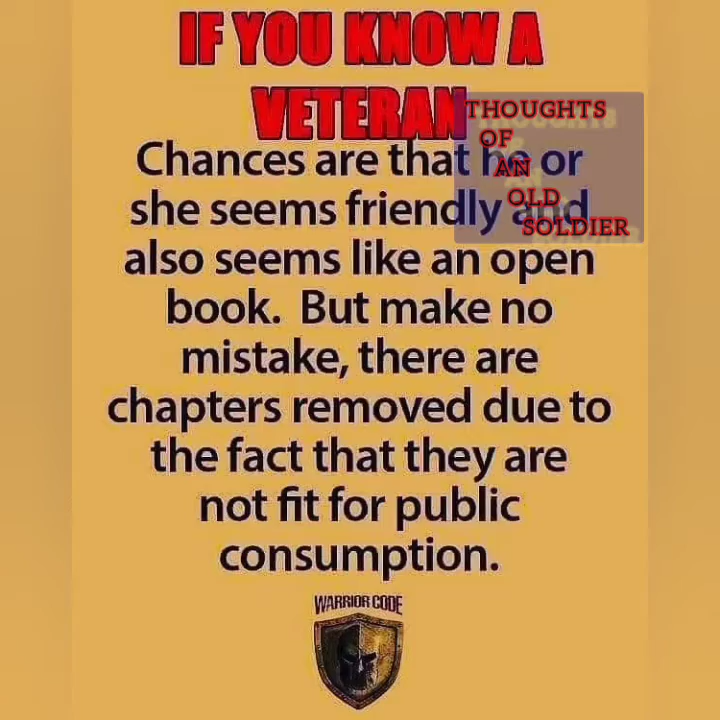 IF YOU KNOW A
VETERAN
THOUGHTS
OF
AN
OLD
SOLDIER
Chances are that he or
she seems friendly and
also seems like an open
book. But make no
mistake, there are
chapters removed due to
the fact that they are
not fit for public
consumption.
WARRIOR CODE